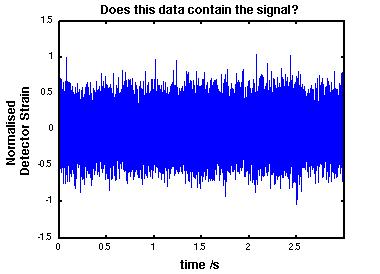 Does this data contain the signal?
1.5
1
0.5
0
-0.5
-1
-1.5
Normalised
Detector Strain
0 0.5 1 1.5 2 2.5
time /s